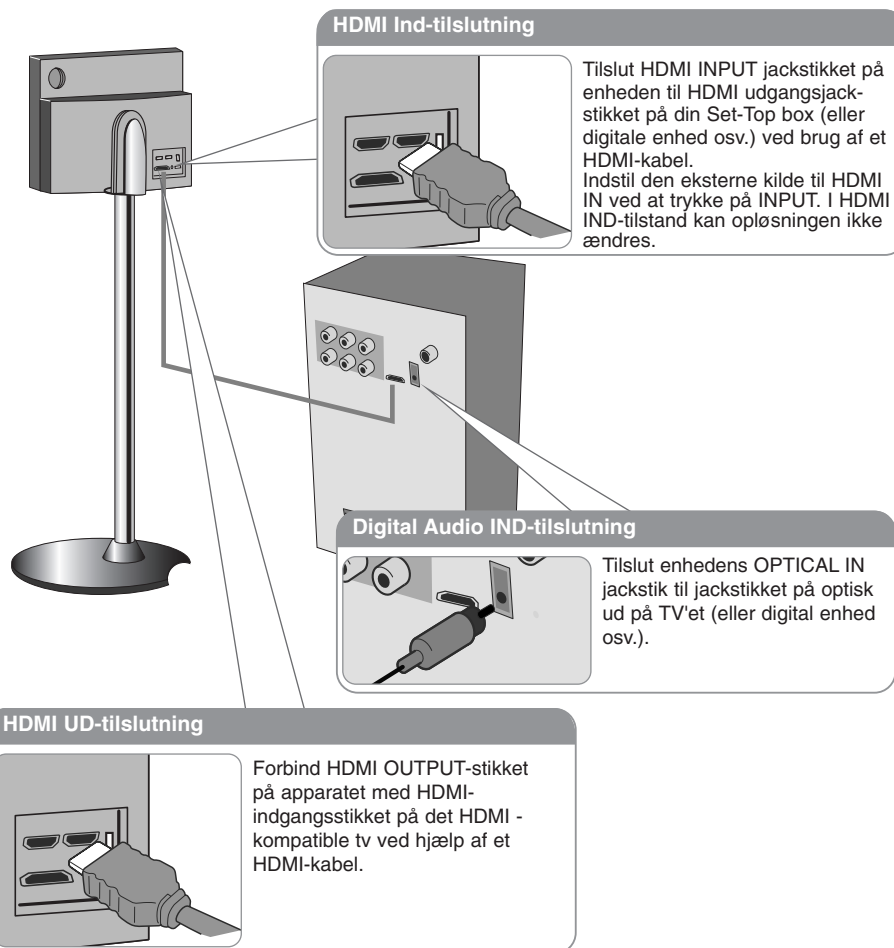 HDMI Ind-tilslutning
Tilslut HDMI INPUT jackstikket på
enheden til HDMI udgangsjack-
stikket på din Set-Top box (eller
digitale enhed osv.) ved brug af et
HDMI-kabel.
Indstil den eksterne kilde til HDMI
IN ved at trykke på INPUT. I HDMI
IND-tilstand kan opløsningen ikke
ændres.
Digital Audio IND-tilslutning
Tilslut enhedens OPTICAL IN
jackstik til jackstikket på optisk
ud på TV'et (eller digital enhed
osv.).
HDMI UD-tilslutning
Forbind HDMI OUTPUT-stikket
på apparatet med HDMI-
indgangsstikket på det HDMI -
kompatible tv ved hjælp af et
HDMI-kabel.